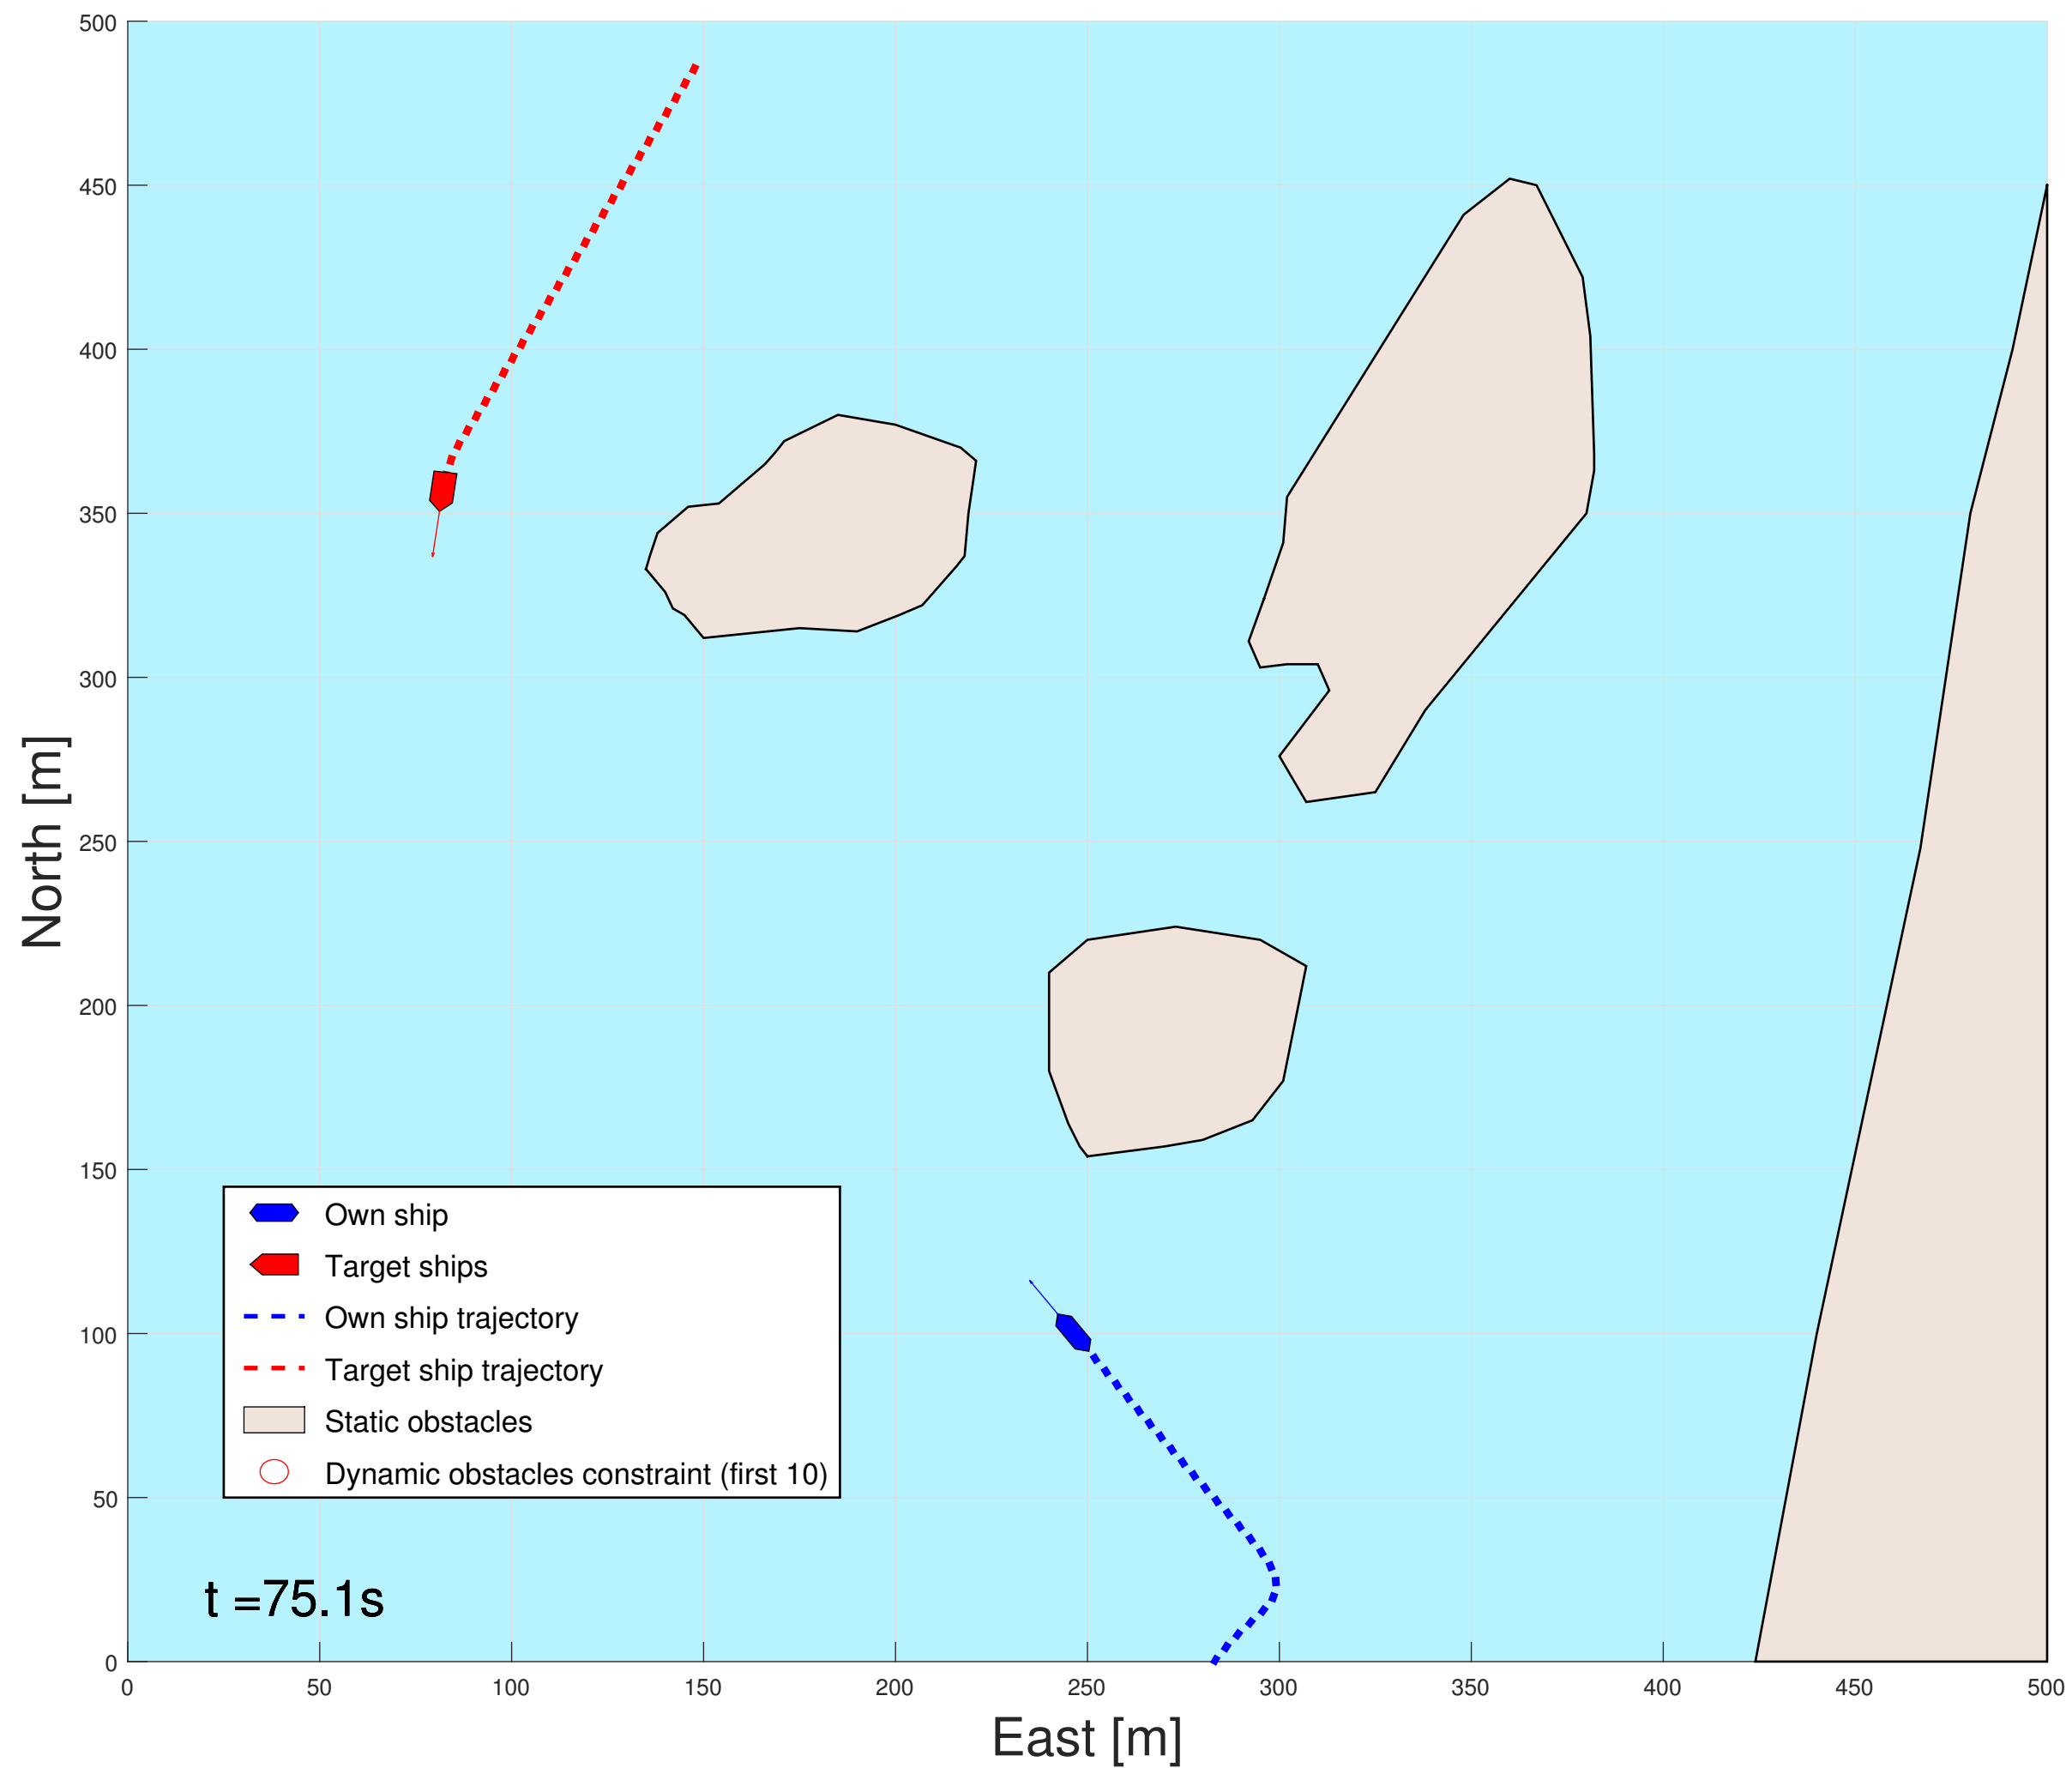 500
450
400
350
300
250
200
150
100
50
0
North [m]
Own ship
Target ships
Own ship trajectory
Target ship trajectory
Static obstacles
Dynamic obstacles constraint (first 10)
t =75.1s
0 50 100 150 200 250 300 350 400 450 500
East [m]